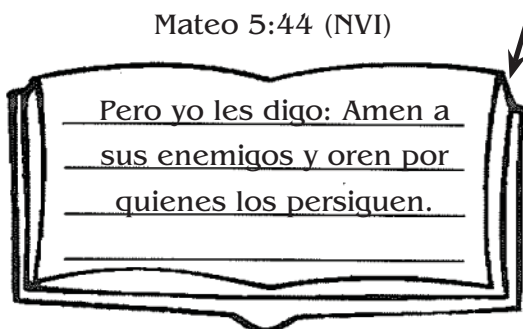 Mateo 5:44 (NVI)
Pero yo les digo: Amen a
sus enemigos y oren por
quienes los persiguen.